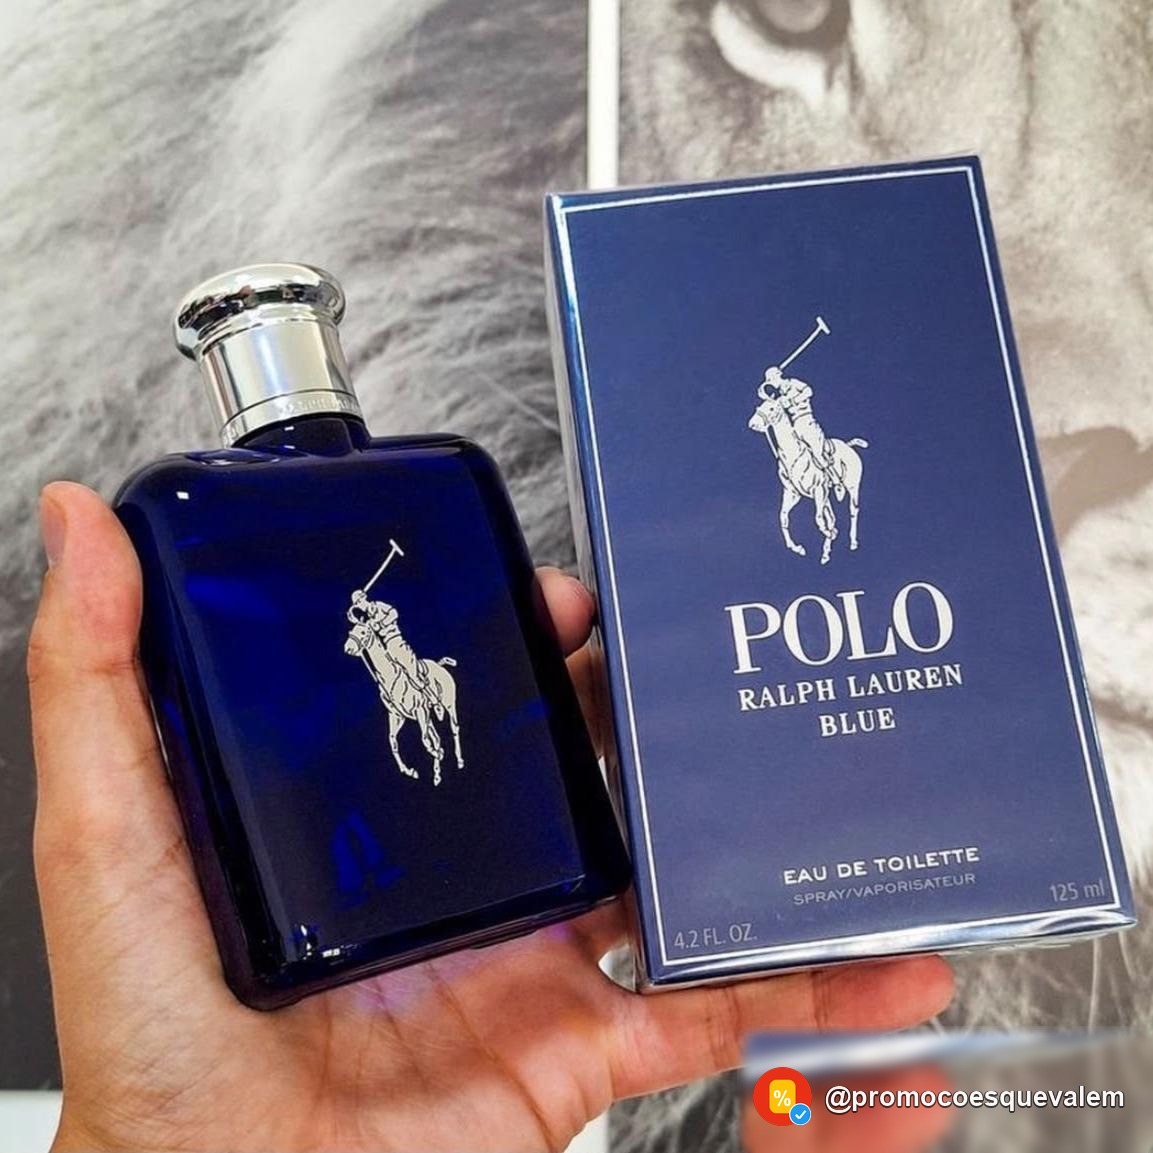 POLO
RALPH LAUREN
BLUE
EAU DE TOILETTE
SPRAY/VAPORISATEUR
4.2 FL. OZ.
125 ml
%
@promocoesquevalem